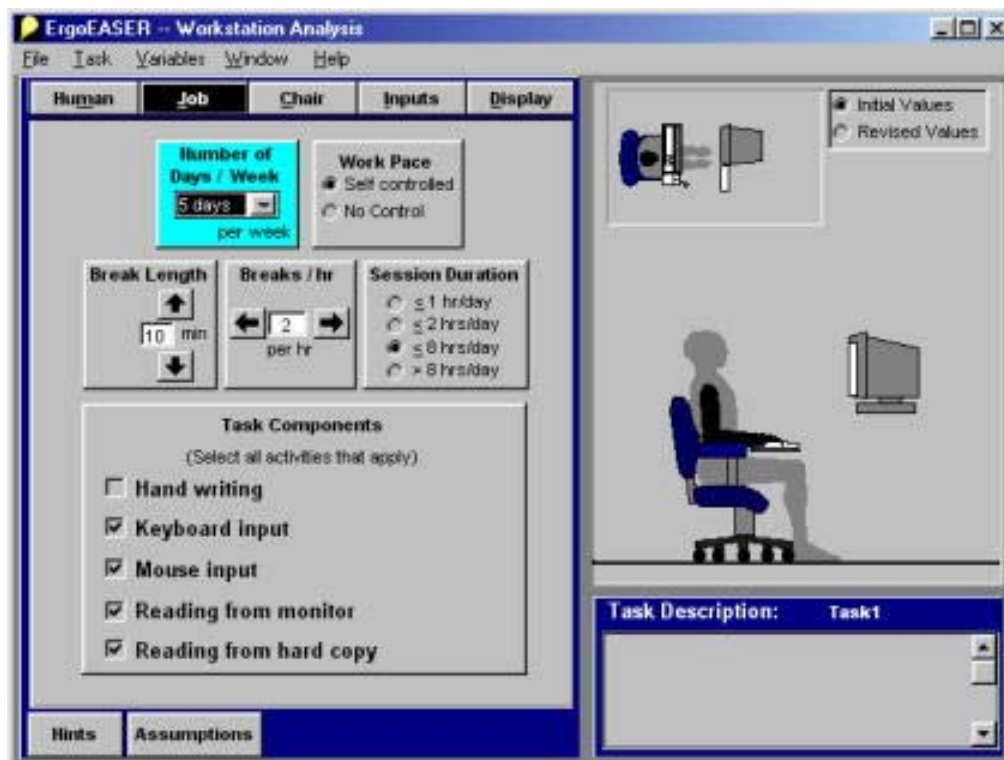 ErgoEASER -- Workstation Analysis
File Task Variables Window Help
Human Job Chair Inputs Display
Initial Values
Revised Values
Number of
Days / Week
5 days
per week
Work Pace
Self controlled
No Control
Break Length
10 min
Breaks / hr
2
per hr
Session Duration
≤ 1 hr/day
≤ 2 hrs/day
≤ 8 hrs/day
> 8 hrs/day
Task Components
(Select all activities that apply)
Hand writing
Keyboard input
Mouse input
Reading from monitor
Reading from hard copy
Task Description: Task1
Hints Assumptions